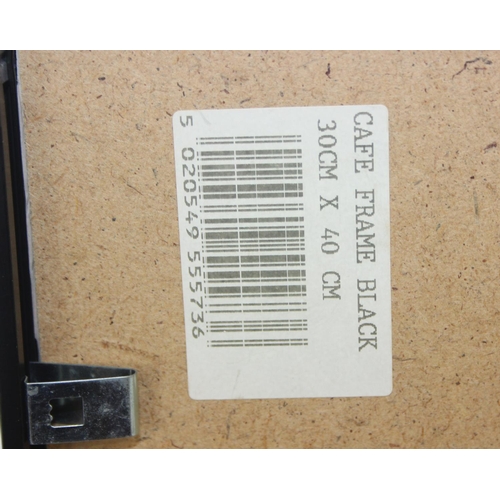 CAFE FRAME BLACK
30CM X 40 CM
5 020549 555736